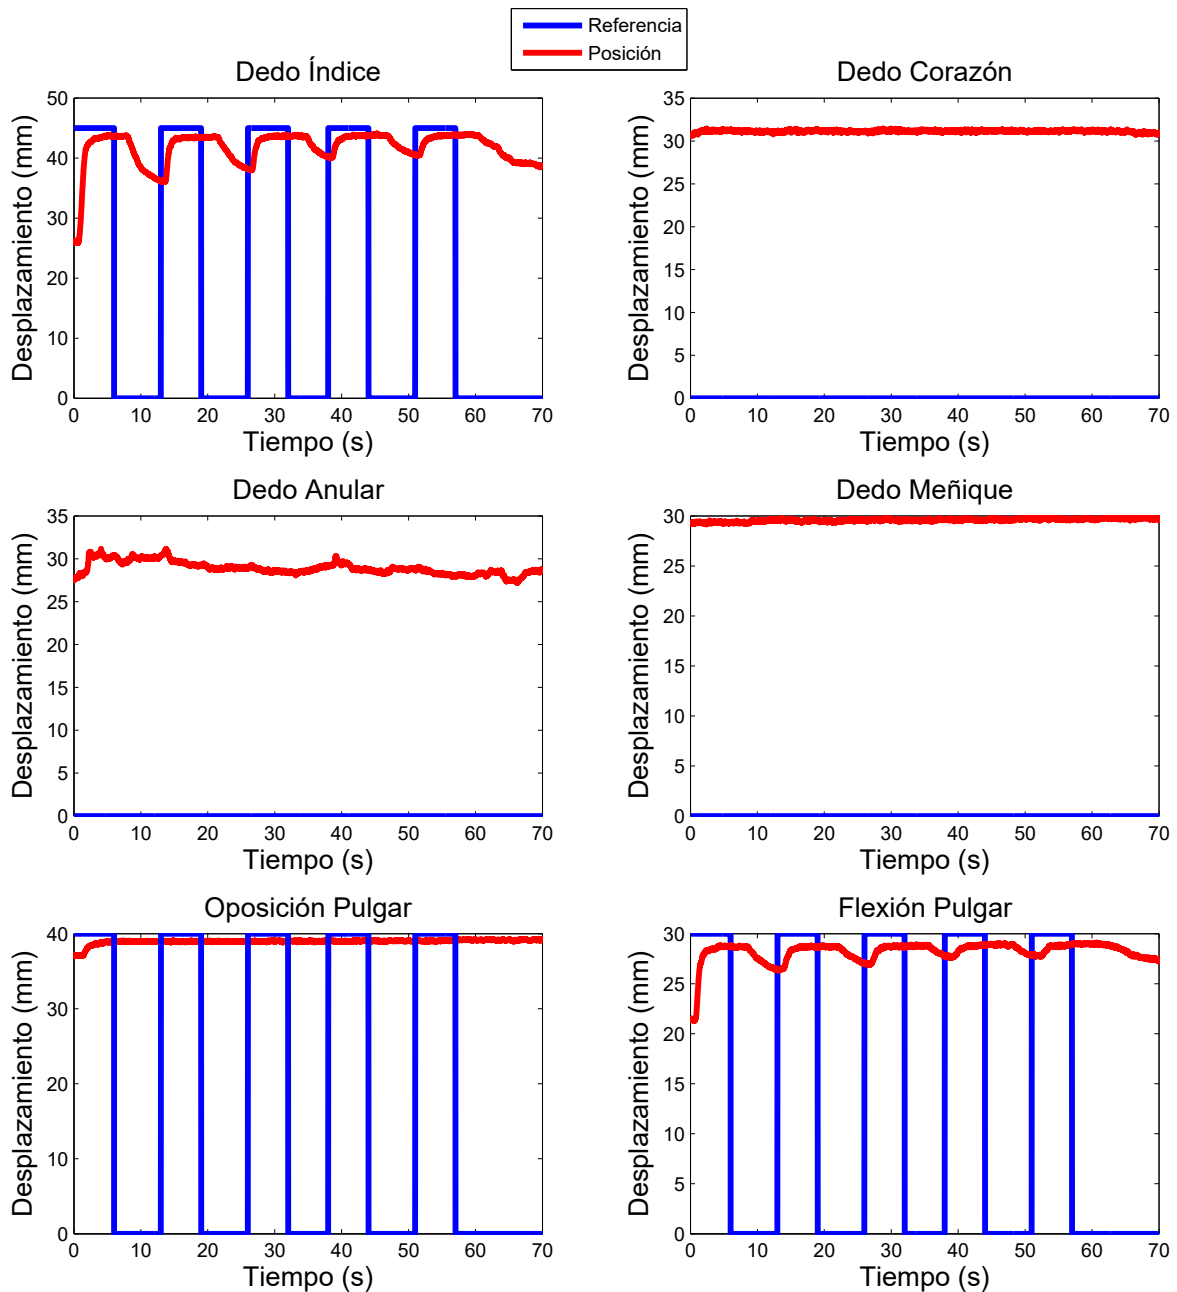 Referencia
Posición
Dedo Índice
Dedo Corazón
50
40
30
20
10
0
Desplazamiento (mm)
0 10 20 30 40 50 60 70
Tiempo (s)
35
30
25
20
15
10
5
0
Desplazamiento (mm)
0 10 20 30 40 50 60 70
Tiempo (s)
Dedo Anular
Dedo Meñique
35
30
25
20
15
10
5
0
Desplazamiento (mm)
0 10 20 30 40 50 60 70
Tiempo (s)
30
25
20
15
10
5
0
Desplazamiento (mm)
0 10 20 30 40 50 60 70
Tiempo (s)
Oposición Pulgar
Flexión Pulgar
40
30
20
10
0
Desplazamiento (mm)
0 10 20 30 40 50 60 70
Tiempo (s)
30
25
20
15
10
5
0
Desplazamiento (mm)
0 10 20 30 40 50 60 70
Tiempo (s)